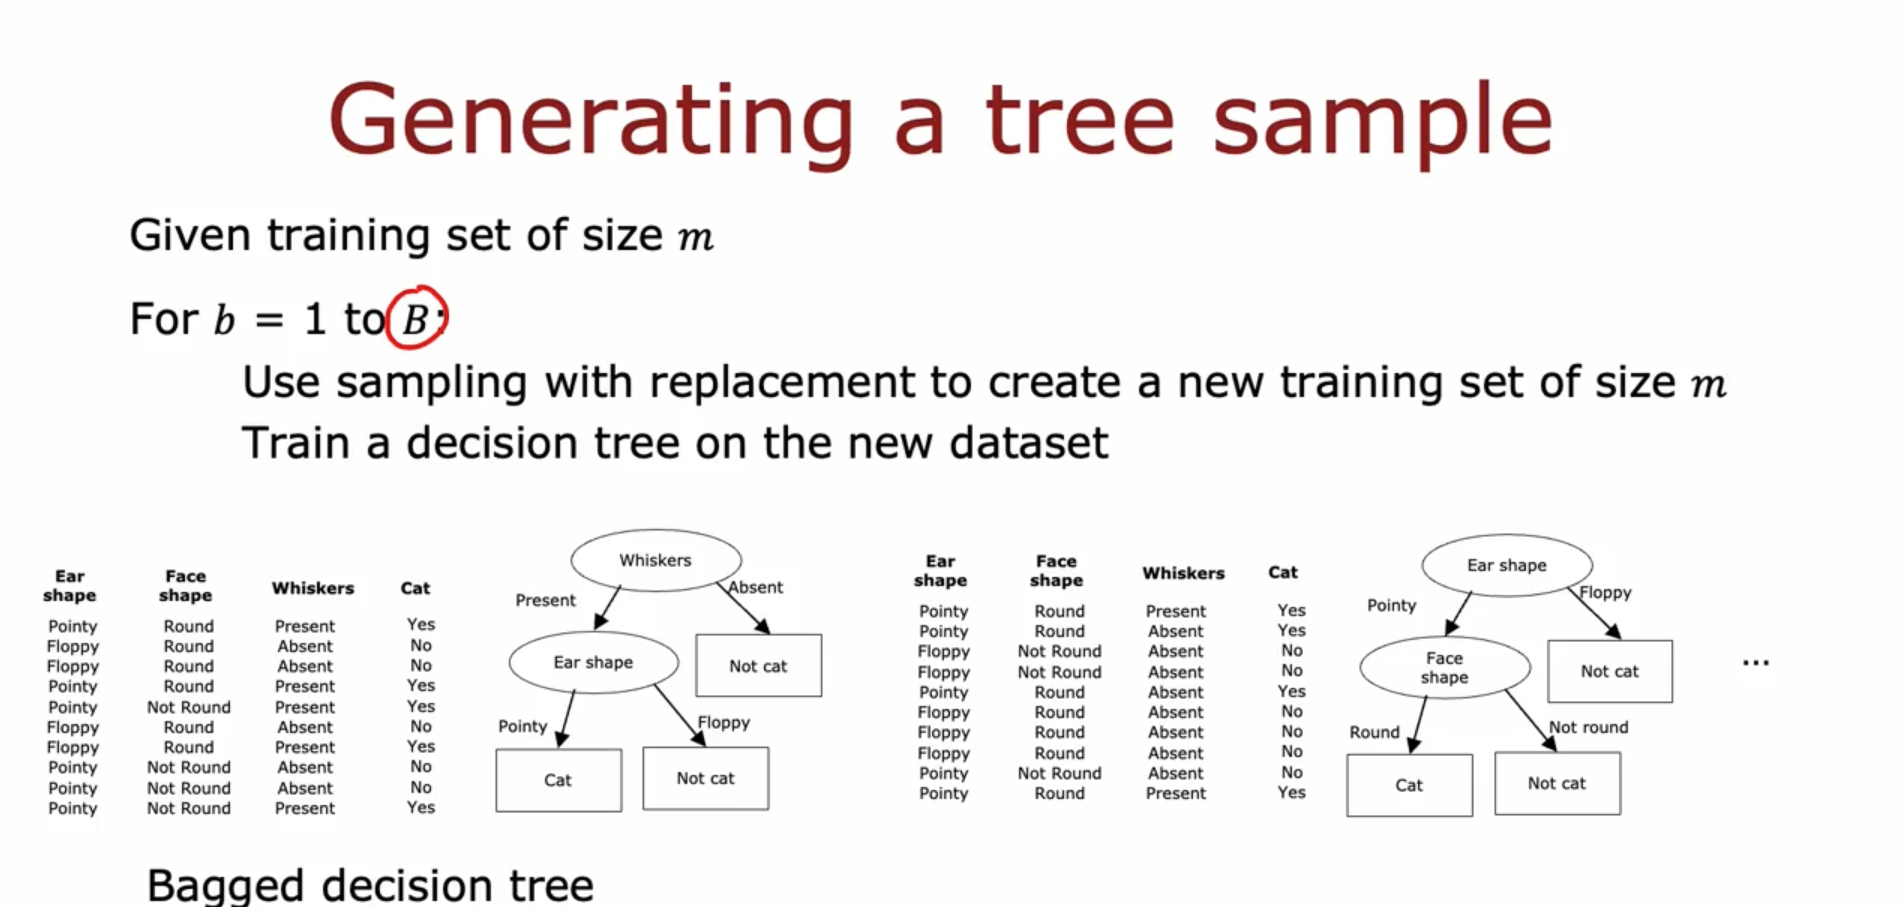 Generating a tree sample
Given training set of size m
For b = 1 to B:
Use sampling with replacement to create a new training set of size m
Train a decision tree on the new dataset
Ear shape Face shape Whiskers Cat
Pointy Round Present Yes
Floppy Round Absent No
Floppy Round Absent No
Pointy Round Present Yes
Pointy Not Round Present Yes
Floppy Round Absent No
Floppy Round Present Yes
Pointy Not Round Absent No
Pointy Not Round Absent No
Pointy Not Round Present Yes
Whiskers
Present
Absent
Ear shape
Not cat
Pointy
Floppy
Cat
Not cat
Ear shape Face shape Whiskers Cat
Pointy Round Present Yes
Pointy Round Absent Yes
Floppy Not Round Absent No
Floppy Not Round Absent No
Pointy Round Absent Yes
Floppy Round Absent No
Floppy Round Absent No
Floppy Round Absent No
Pointy Not Round Absent No
Pointy Round Present Yes
Ear shape
Pointy
Floppy
Face
shape
Not cat
Round
Not round
Cat
Not cat
...
Bagged decision tree